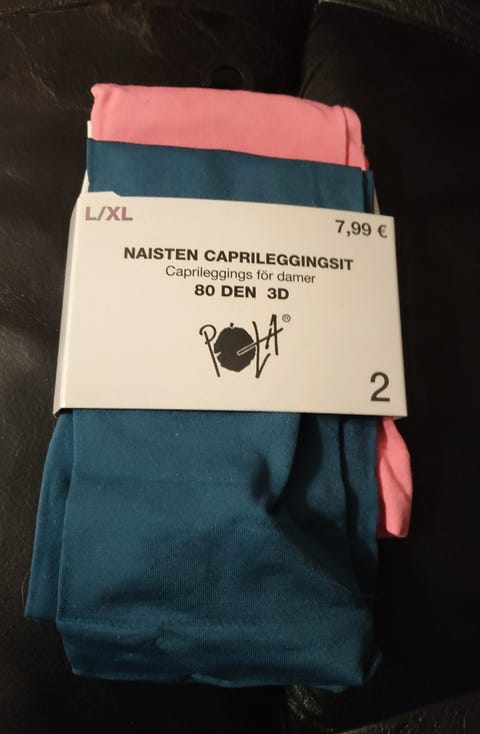 L/XL
7,99 €
NAISTEN CAPRILEGGINGSIT
Caprileggings för damer
80 DEN 3D
POLA®
2